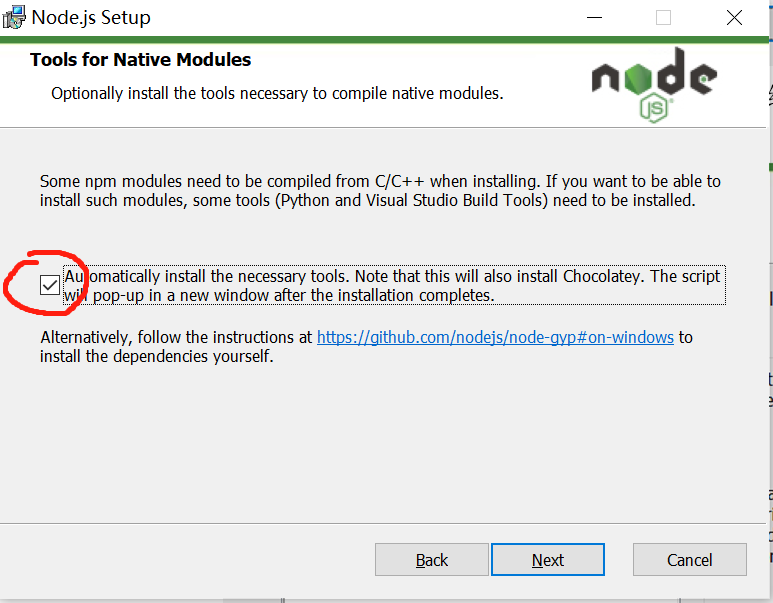 Node.js Setup
Tools for Native Modules
Optionally install the tools necessary to compile native modules.
node
JS
Some npm modules need to be compiled from C/C++ when installing. If you want to be able to
install such modules, some tools (Python and Visual Studio Build Tools) need to be installed.
Automatically install the necessary tools. Note that this will also install Chocolatey. The script
will pop-up in a new window after the installation completes.
Alternatively, follow the instructions at https://github.com/nodejs/node-gyp#on-windows to
install the dependencies yourself.
Back
Next
Cancel